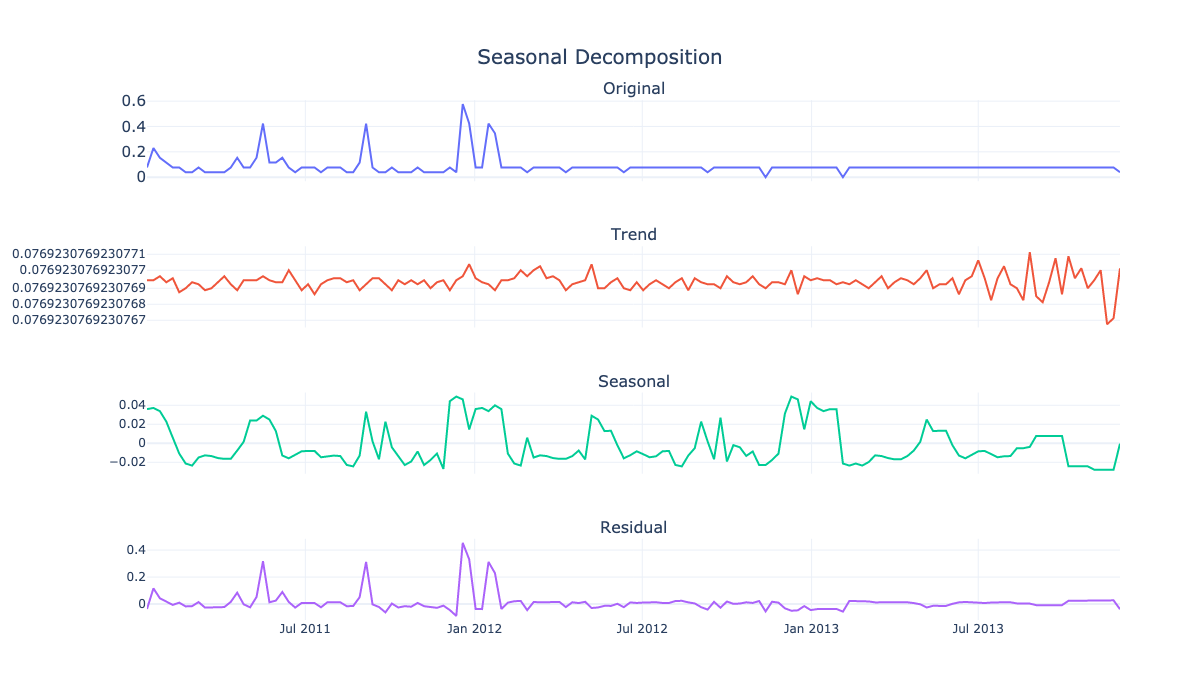 Seasonal Decomposition
Original
0.6
0.4
0.2
0
Trend
0.0769230769230771
0.076923076923077
0.0769230769230769
0.0769230769230768
0.0769230769230767
Seasonal
0.04
0.02
0
−0.02
Residual
0.4
0.2
0
Jul 2011 Jan 2012 Jul 2012 Jan 2013 Jul 2013